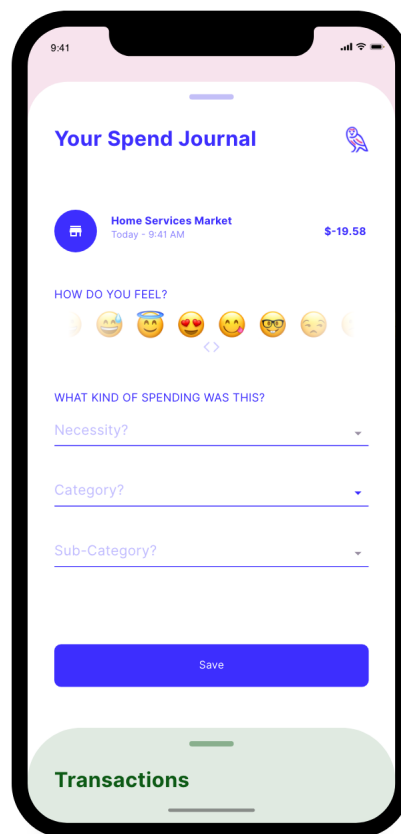 9:41
Your Spend Journal
Home Services Market
Today - 9:41 AM
$-19.58
HOW DO YOU FEEL?
< >
WHAT KIND OF SPENDING WAS THIS?
Necessity?
Category?
Sub-Category?
Save
Transactions